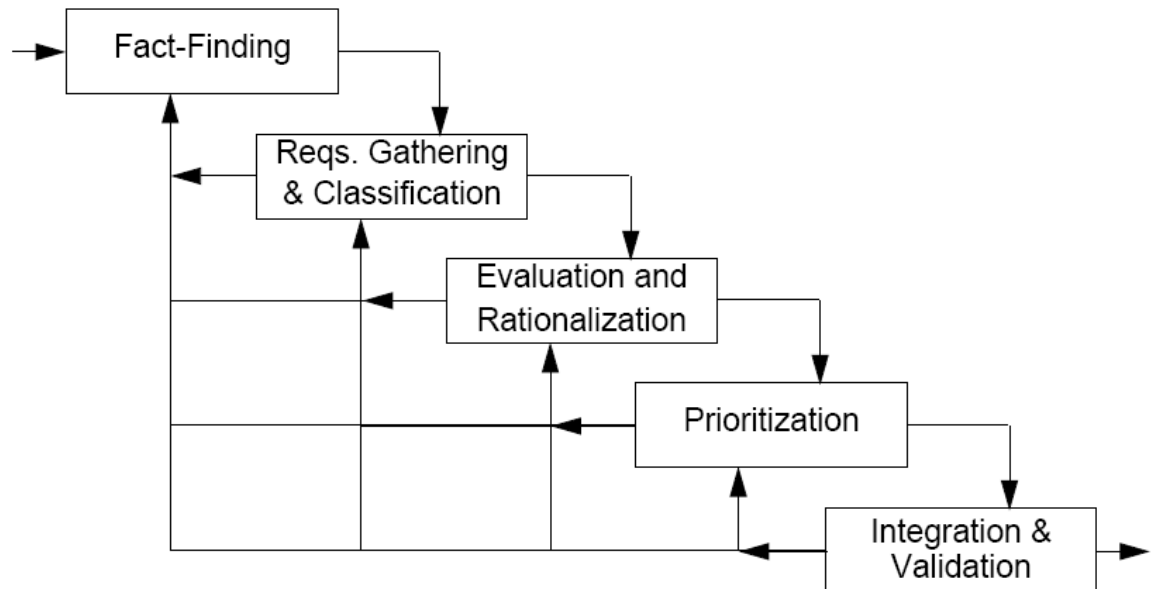 Fact-Finding
Reqs. Gathering
& Classification
Evaluation and
Rationalization
Prioritization
Integration &
Validation